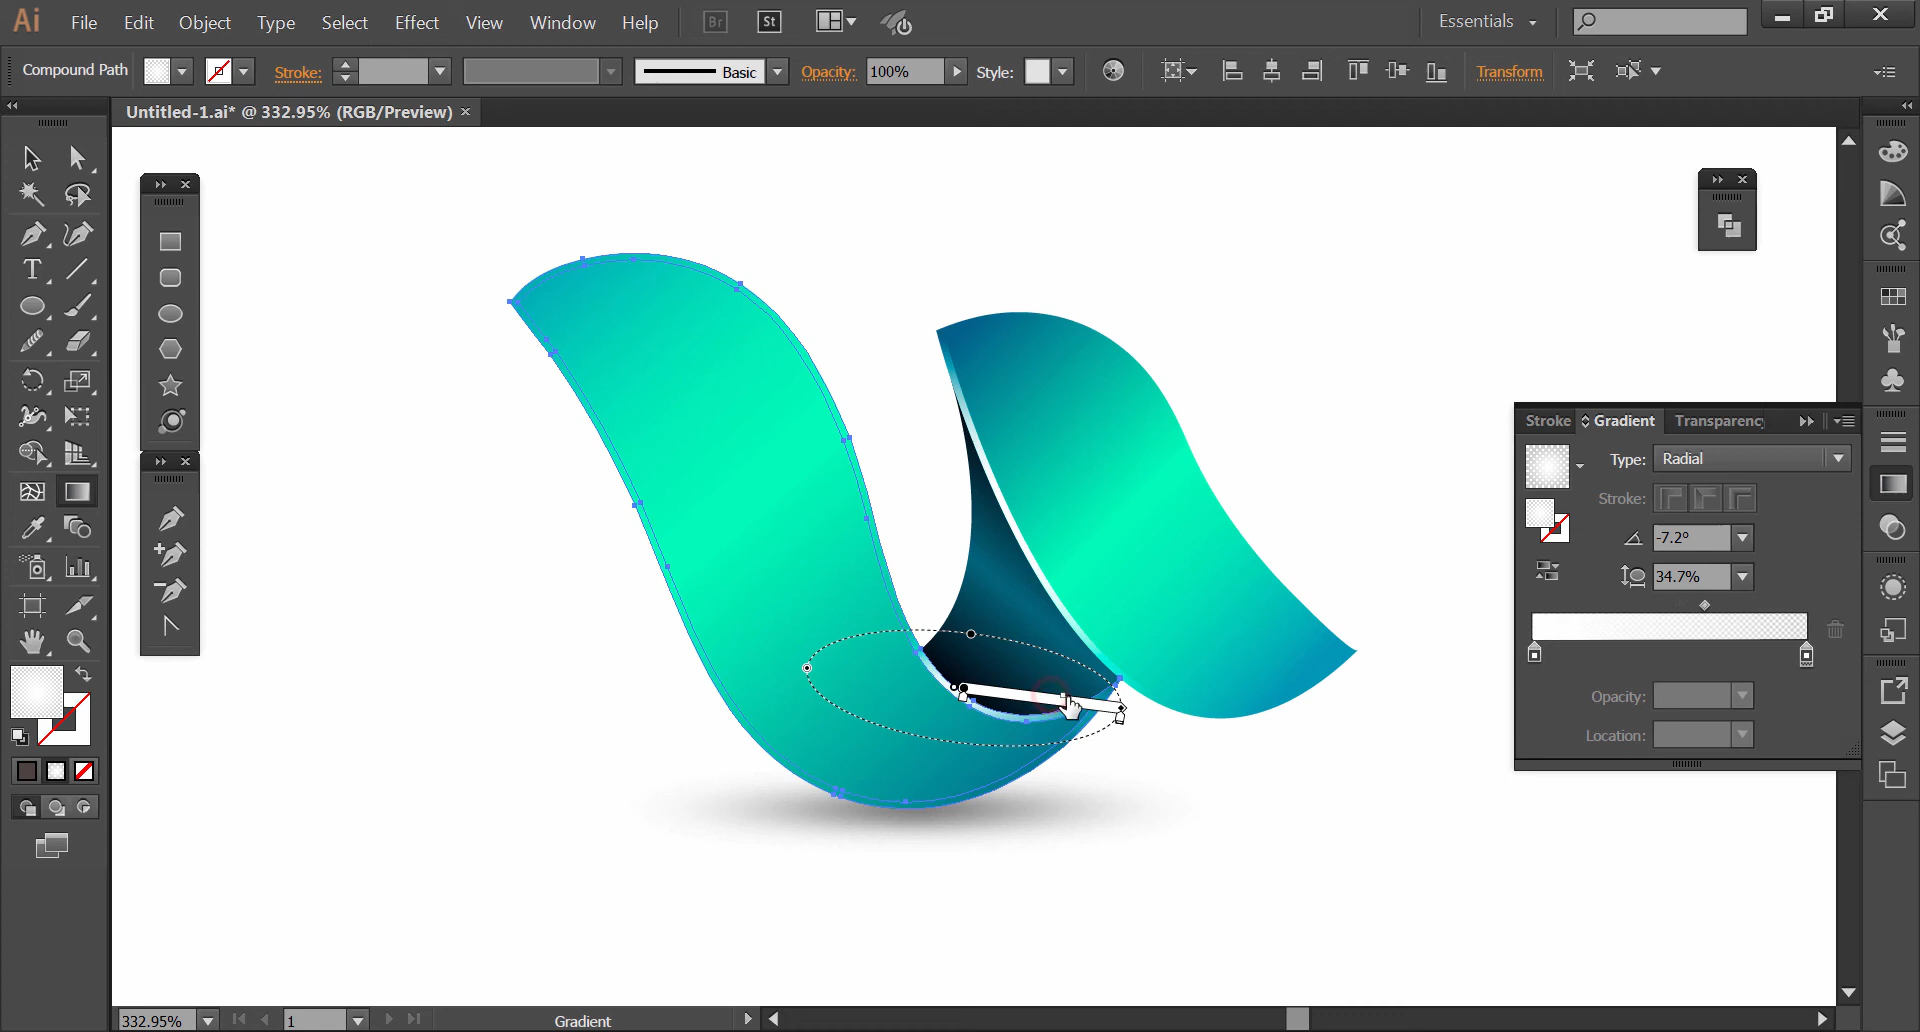 Ai File Edit Object Type Select Effect View Window Help Br St Essentials
Compound Path Stroke: Basic Opacity: 100% Style: Transform
Untitled-1.ai* @ 332.95% (RGB/Preview) ×
Stroke Gradient Transparency
Type: Radial
Stroke:
-7.2°
34.7%
Opacity:
Location:
332.95% 1 Gradient